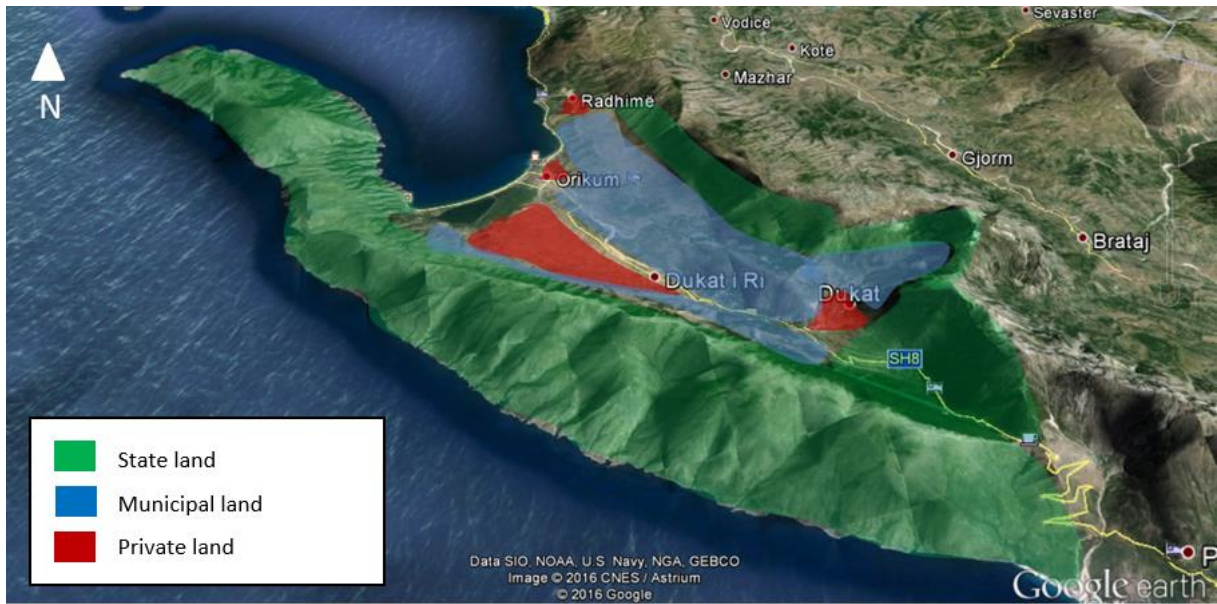 Sevaster
Vodicë
Kotë
N
Mazhar
Radhimë
Gjorm
Orikum
Brataj
Dukat i Ri
Dukat
SH8
State land
Municipal land
Private land
P
Data SIO, NOAA, U.S. Navy, NGA, GEBCO
Image © 2016 CNES / Astrium
© 2016 Google
Google earth